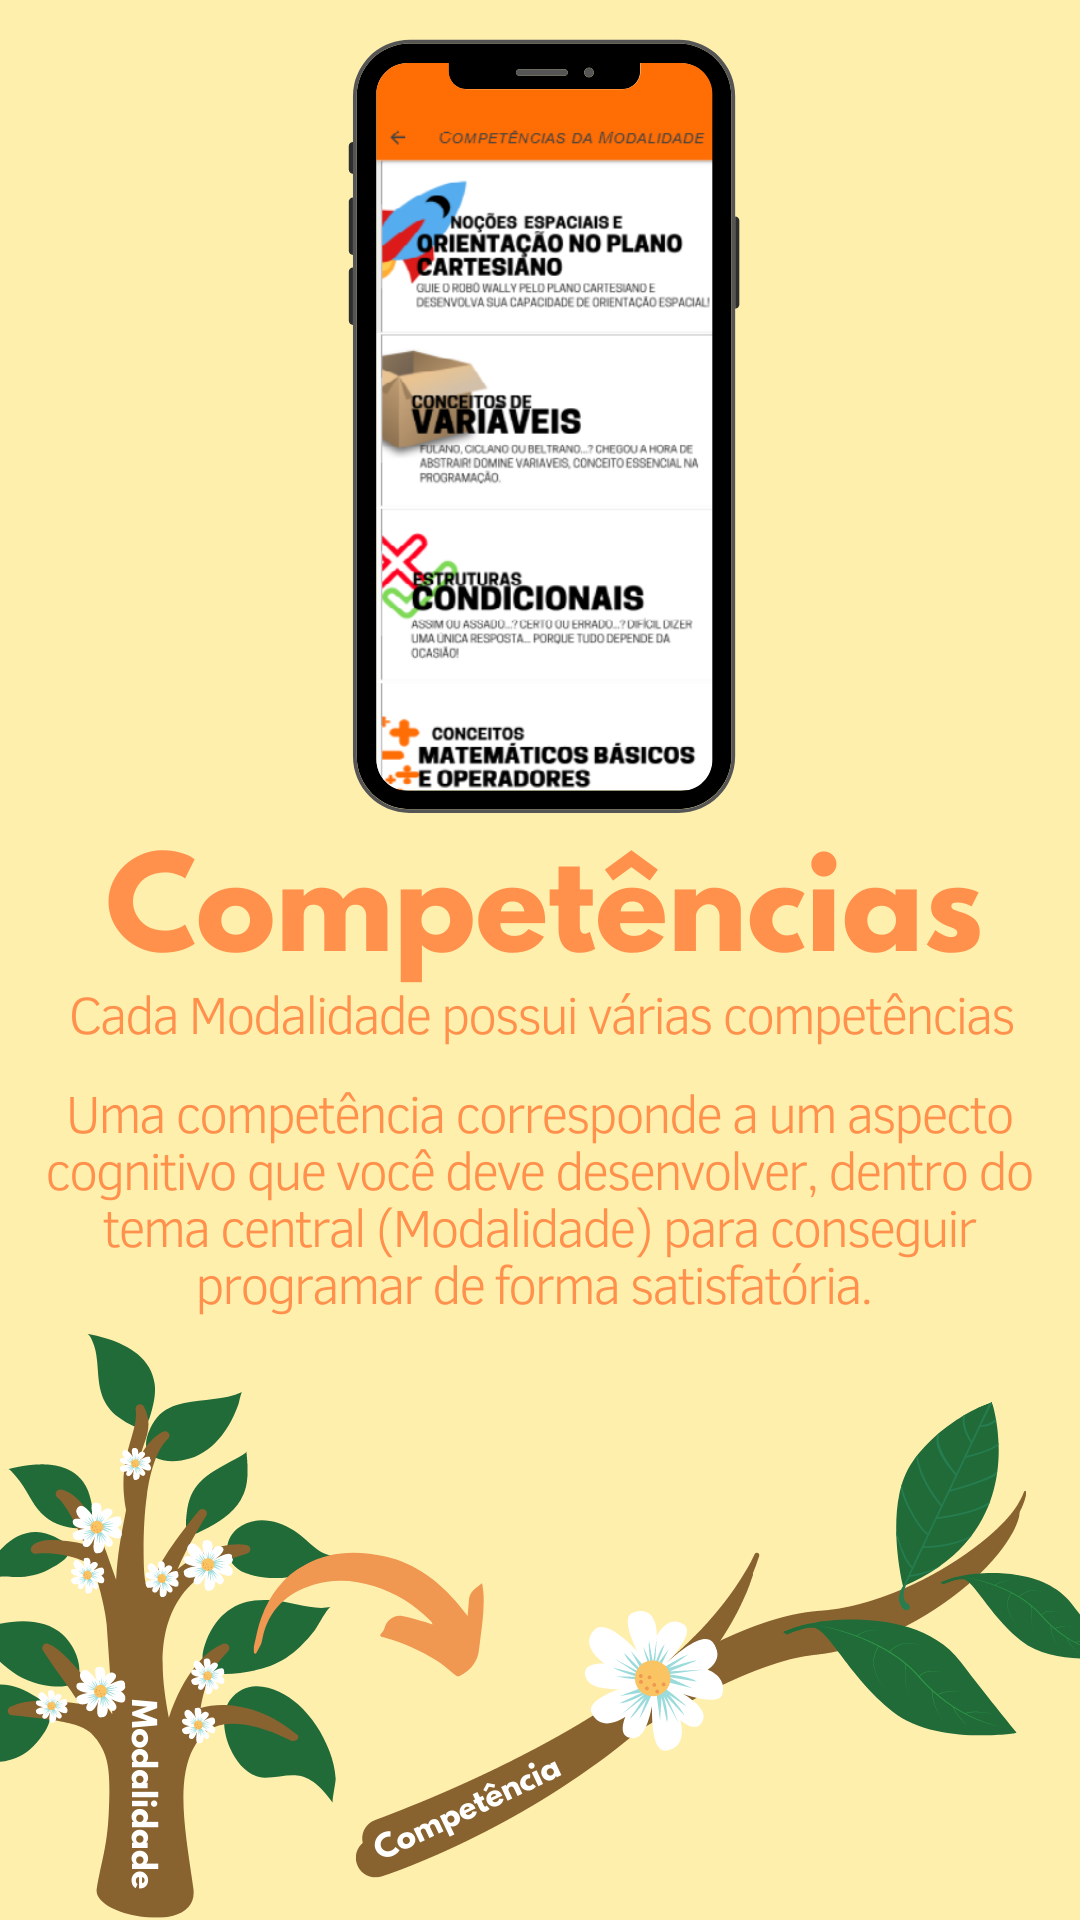 COMPETÊNCIAS DA MODALIDADE
NOÇÕES ESPACIAIS E
ORIENTAÇÃO NO PLANO
CARTESIANO
GUIE O ROBÔ WALLY PELO PLANO CARTESIANO E
DESENVOLVA SUA CAPACIDADE DE ORIENTAÇÃO ESPACIAL!
CONCEITOS DE
VARIÁVEIS
FULANO, CICLANO OU BELTRANO...? CHEGOU A HORA DE
ABSTRAIR! DOMINE VARIAVEIS, CONCEITO ESSENCIAL NA
PROGRAMAÇÃO.
ESTRUTURAS
CONDICIONAIS
ASSIM OU ASSADO...? CERTO OU ERRADO...? DIFÍCIL DIZER
UMA ÚNICA RESPOSTA... PORQUE TUDO DEPENDE DA
OCASIÃO!
CONCEITOS
MATEMÁTICOS BÁSICOS
E OPERADORES
Competências
Cada Modalidade possui várias competências
Uma competência corresponde a um aspecto
cognitivo que você deve desenvolver, dentro do
tema central (Modalidade) para conseguir
programar de forma satisfatória.
Modalidade
Competência